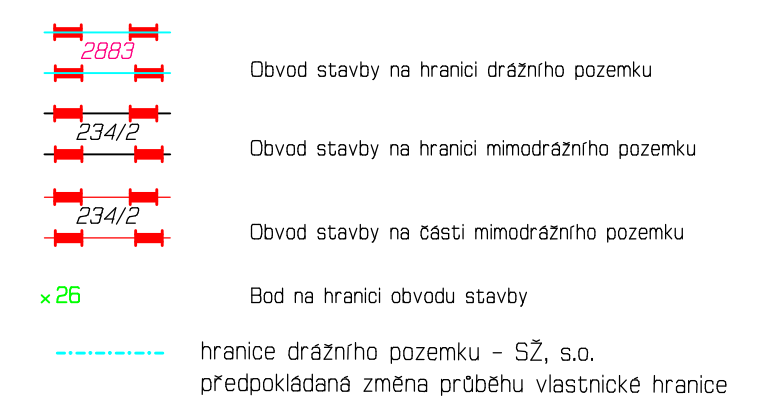 2883
Obvod stavby na hranici drážního pozemku
234/2
Obvod stavby na hranici mimodrážního pozemku
234/2
Obvod stavby na části mimodrážního pozemku
×26
Bod na hranici obvodu stavby
hranice drážního pozemku - SŽ, s.o.
předpokládaná změna průběhu vlastnické hranice